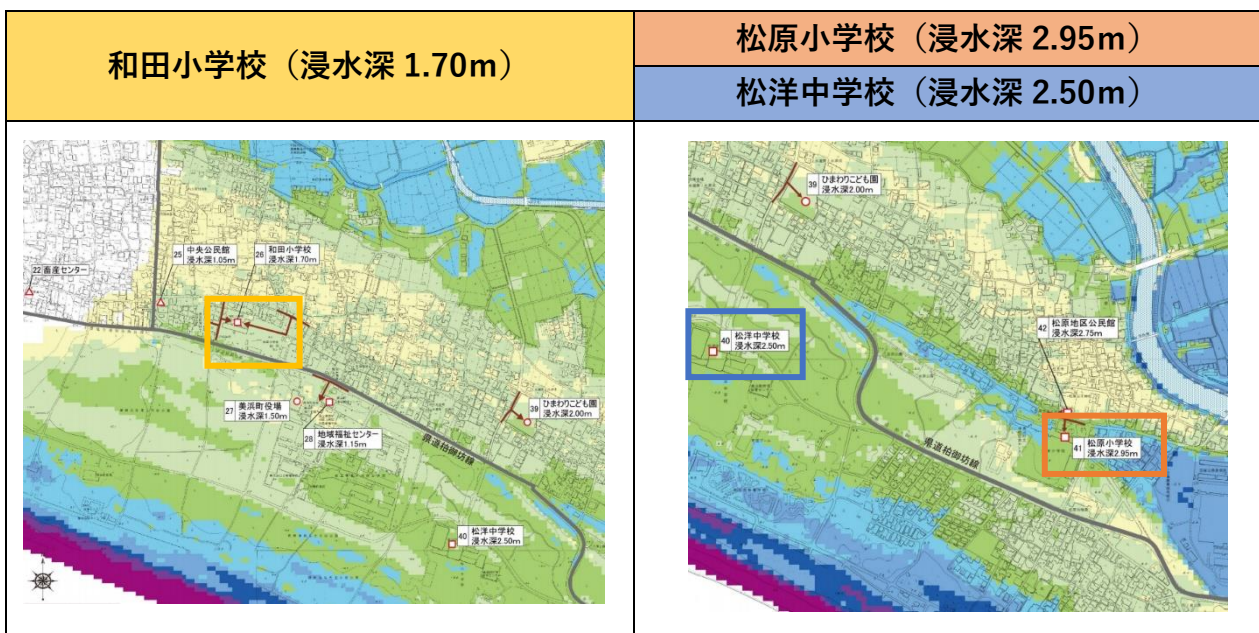 和田小学校（浸水深 1.70m）
松原小学校（浸水深 2.95m）
松洋中学校（浸水深 2.50m）
22 畜産センター
25 中央公民館
浸水深1.05m
26 和田小学校
浸水深1.70m
27 美浜町役場
浸水深1.50m
28 地域福祉センター
浸水深1.15m
39 ひまわりこども園
浸水深2.00m
県道柏御坊線
40 松洋中学校
浸水深2.50m
39 ひまわりこども園
浸水深2.00m
40 松洋中学校
浸水深2.50m
42 松原地区公民館
浸水深2.75m
41 松原小学校
浸水深2.95m
県道柏御坊線